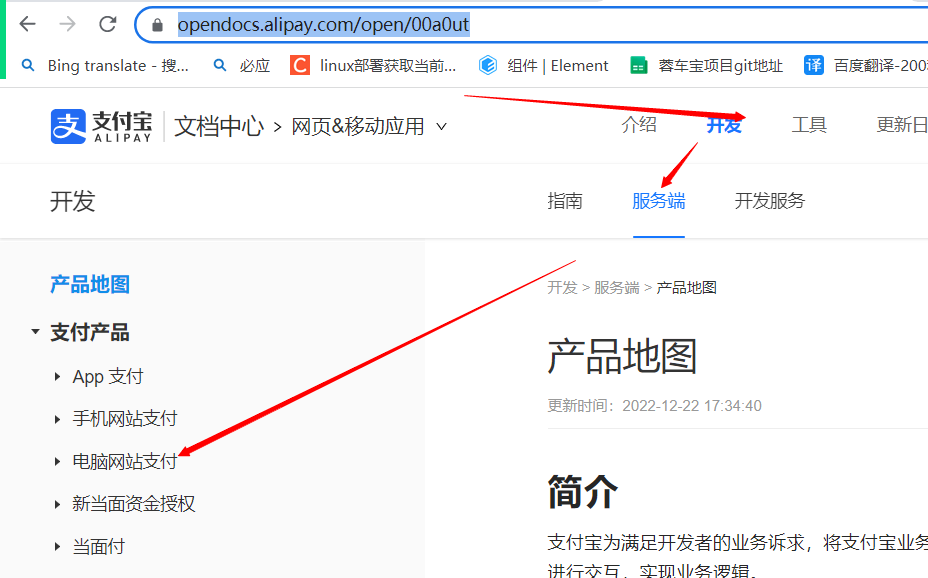 opendocs.alipay.com/open/00a0ut
Bing translate - 搜... 必应 C linux部署获取当前... 组件 | Element 蓉车宝项目git地址 译 百度翻译-200
支 支付宝 ALIPAY 文档中心 > 网页&移动应用 介绍 开发 工具 更新日
开发 指南 服务端 开发服务
产品地图
开发 > 服务端 > 产品地图
支付产品
产品地图
App 支付
更新时间：2022-12-22 17:34:40
手机网站支付
电脑网站支付
简介
新当面资金授权
当面付
支付宝为满足开发者的业务诉求，将支付宝业务
进行交互，实现业务逻辑。